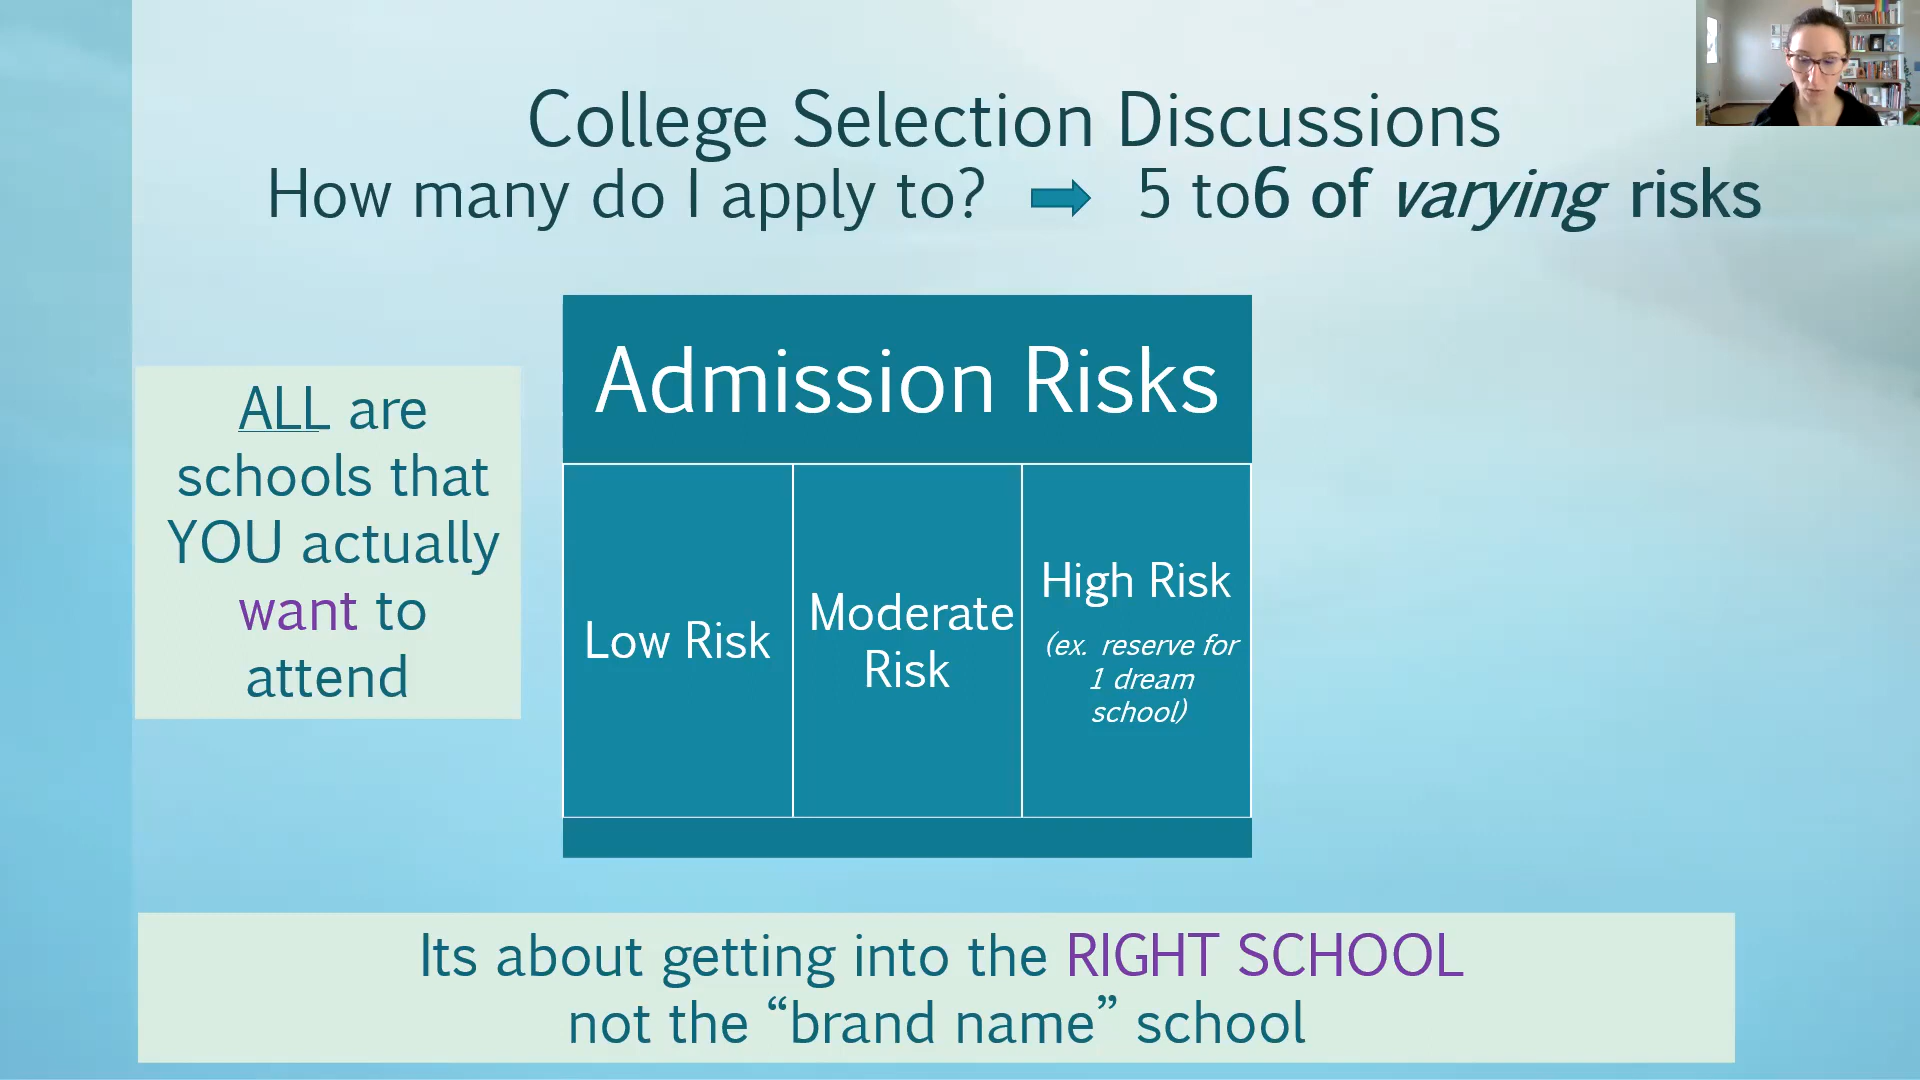 College Selection Discussions
How many do I apply to? 5 to6 of varying risks
ALL are
schools that
YOU actually
want to
attend
Admission Risks
Low Risk
Moderate
Risk
High Risk
(ex. reserve for
1 dream
school)
Its about getting into the RIGHT SCHOOL
not the “brand name” school